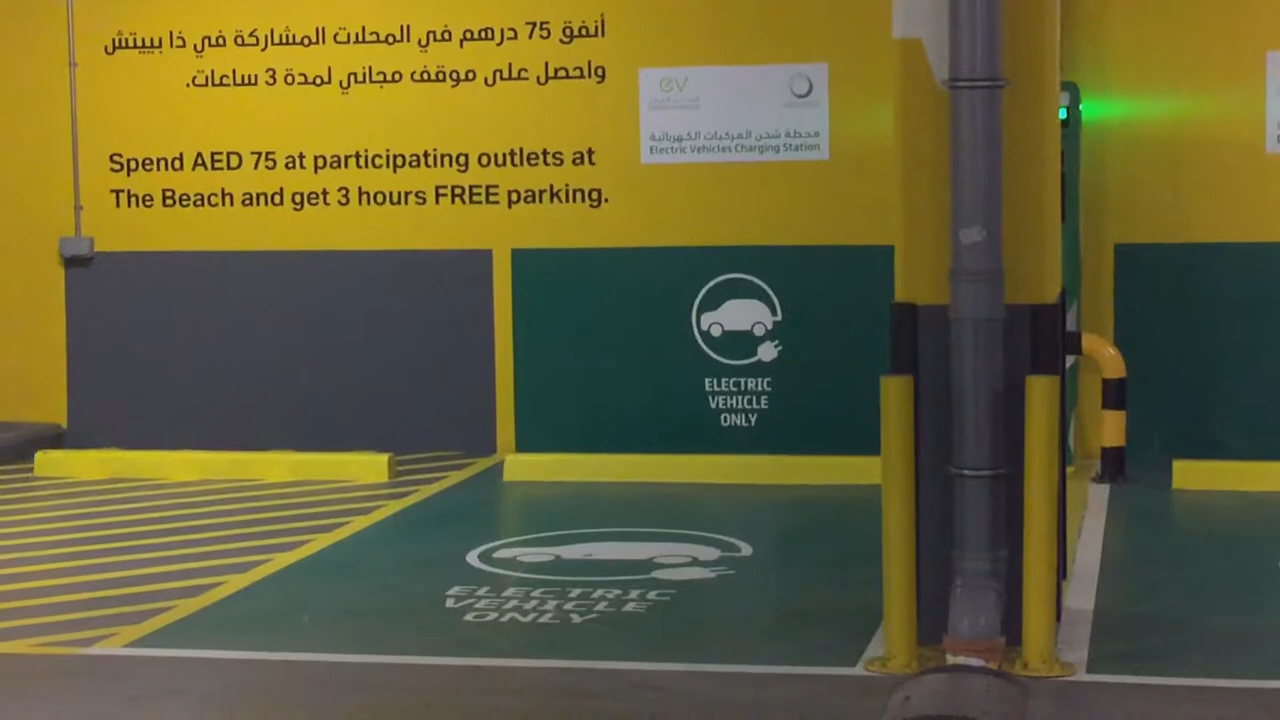 أنفق 75 درهم في المحلات المشاركة في ذا بييتش
واحصل على موقف مجاني لمدة 3 ساعات.
Spend AED 75 at participating outlets at
The Beach and get 3 hours FREE parking.
ev
محطة شحن المركبات الكهربائية
Electric Vehicles Charging Station
ELECTRIC
VEHICLE
ONLY
ELECTRIC
VEHICLE
ONLY